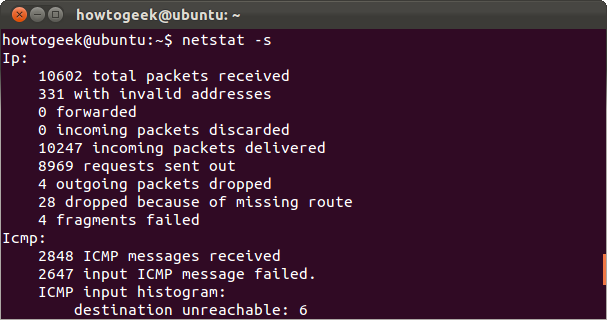 howtogeek@ubuntu: ~
howtogeek@ubuntu:~$ netstat -s
Ip:
    10602 total packets received
    331 with invalid addresses
    0 forwarded
    0 incoming packets discarded
    10247 incoming packets delivered
    8969 requests sent out
    4 outgoing packets dropped
    28 dropped because of missing route
    4 fragments failed
Icmp:
    2848 ICMP messages received
    2647 input ICMP message failed.
    ICMP input histogram:
        destination unreachable: 6